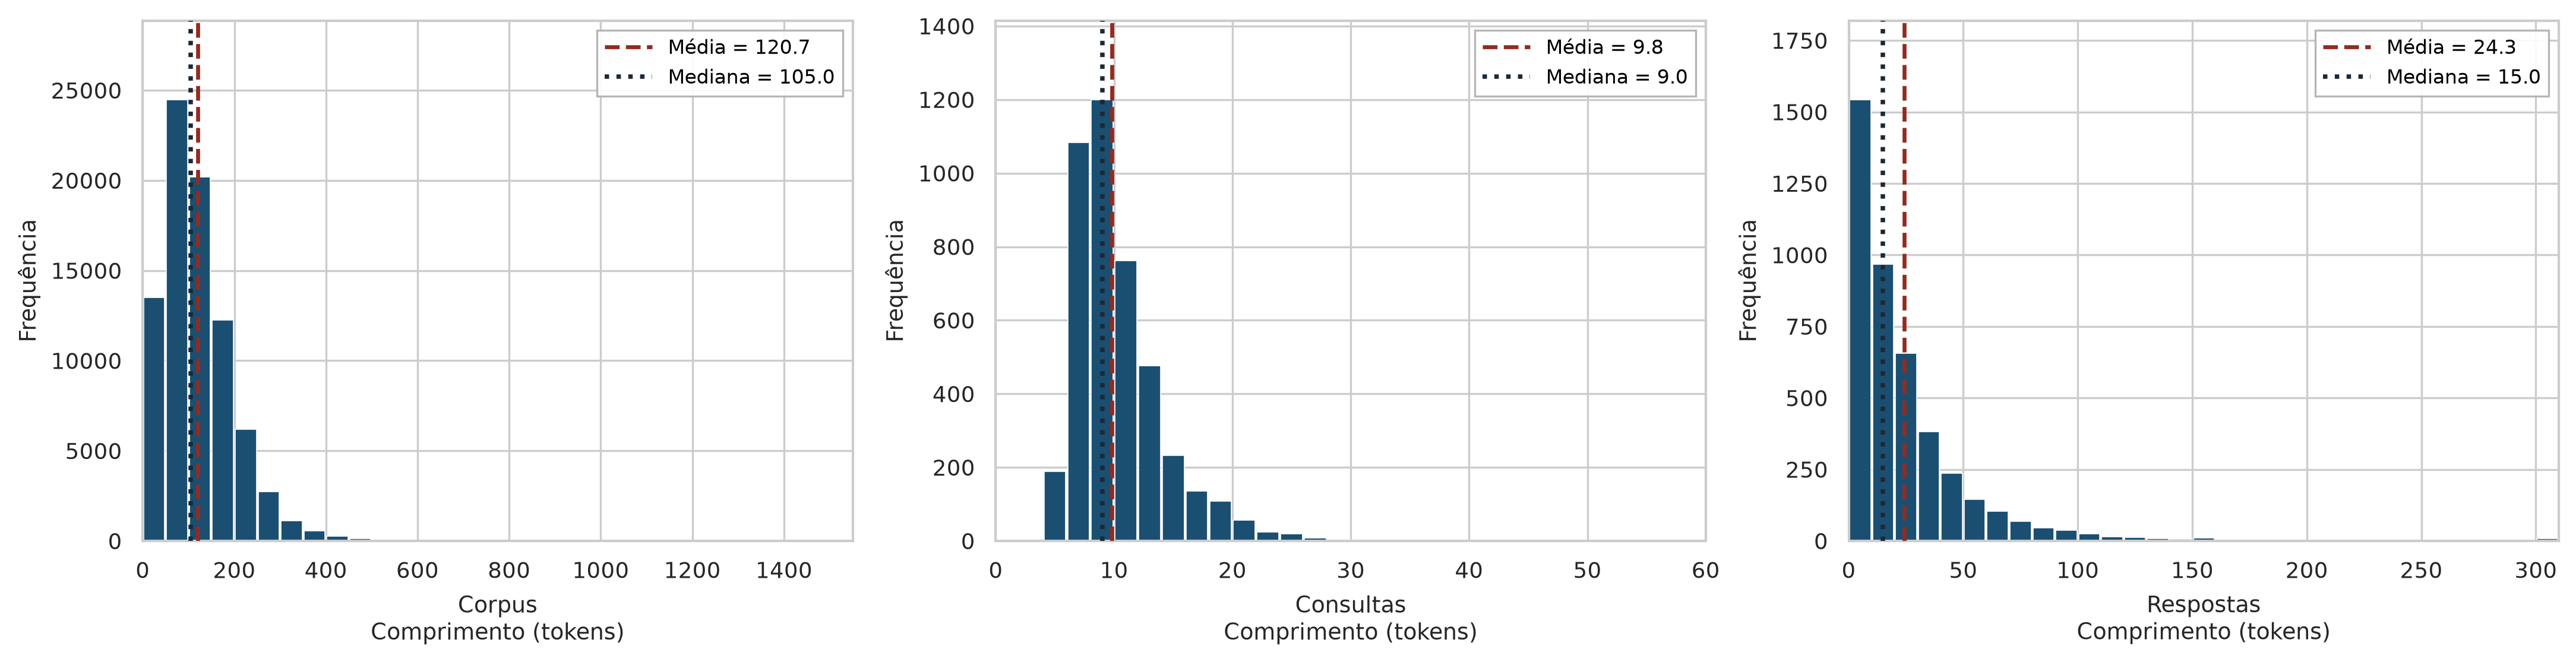 Média = 120.7
Mediana = 105.0
25000
20000
15000
10000
5000
0
Frequência
0 200 400 600 800 1000 1200 1400
Corpus
Comprimento (tokens)
Média = 9.8
Mediana = 9.0
1400
1200
1000
800
600
400
200
0
Frequência
0 10 20 30 40 50 60
Consultas
Comprimento (tokens)
Média = 24.3
Mediana = 15.0
1750
1500
1250
1000
750
500
250
0
Frequência
0 50 100 150 200 250 300
Respostas
Comprimento (tokens)